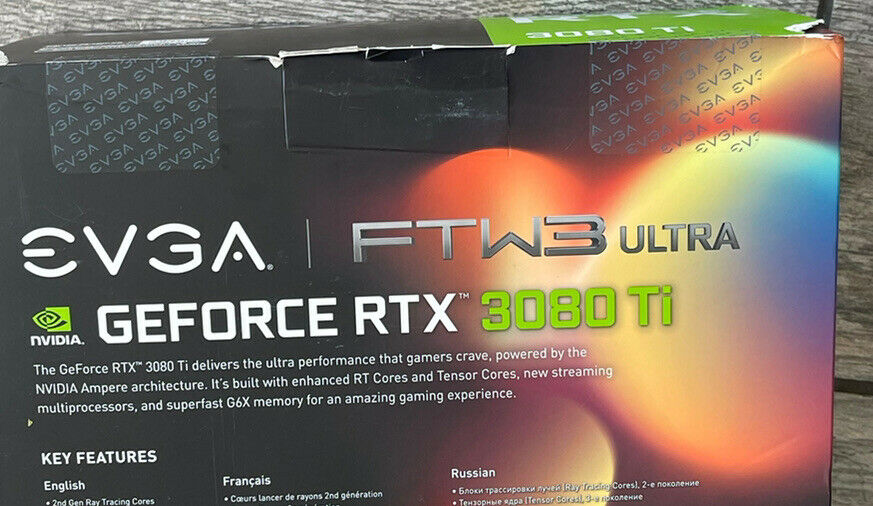 RTX
3080 Ti
EVGA
EVGA | FTW3 ULTRA
NVIDIA. GEFORCE RTX™ 3080 Ti
The GeForce RTX™ 3080 Ti delivers the ultra performance that gamers crave, powered by the
NVIDIA Ampere architecture. It's built with enhanced RT Cores and Tensor Cores, new streaming
multiprocessors, and superfast G6X memory for an amazing gaming experience.
KEY FEATURES
English
• 2nd Gen Ray Tracing Cores
Français
• Cœurs lancer de rayons 2nd génération
Russian
• Блоки трассировки лучей (Ray Tracing Cores), 2-е поколение
• Тензорные ядра (Tensor Cores), 3-е поколение